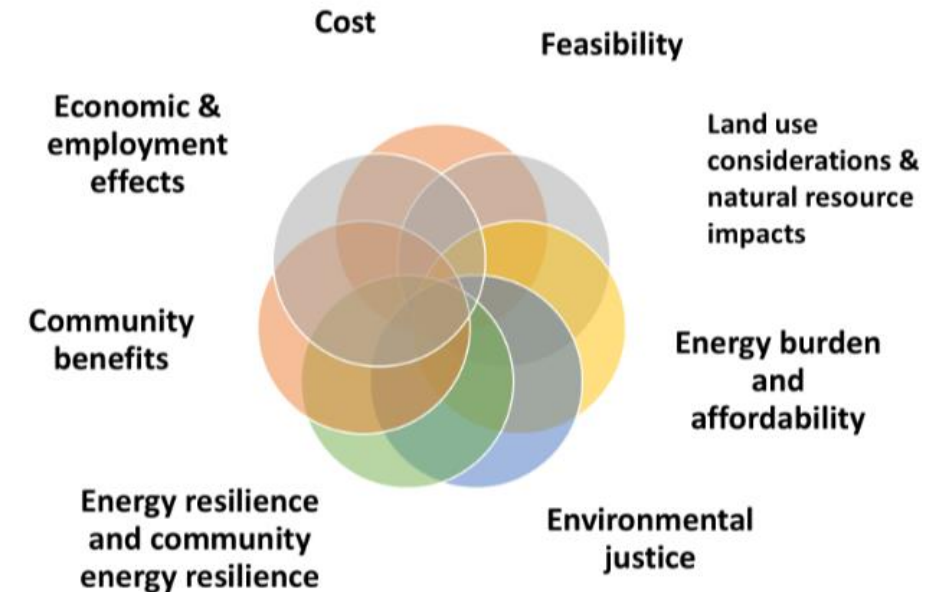 Cost
Feasibility
Economic &
employment
effects
Land use
considerations &
natural resource
impacts
Community
benefits
Energy burden
and
affordability
Energy resilience
and community
energy resilience
Environmental
justice